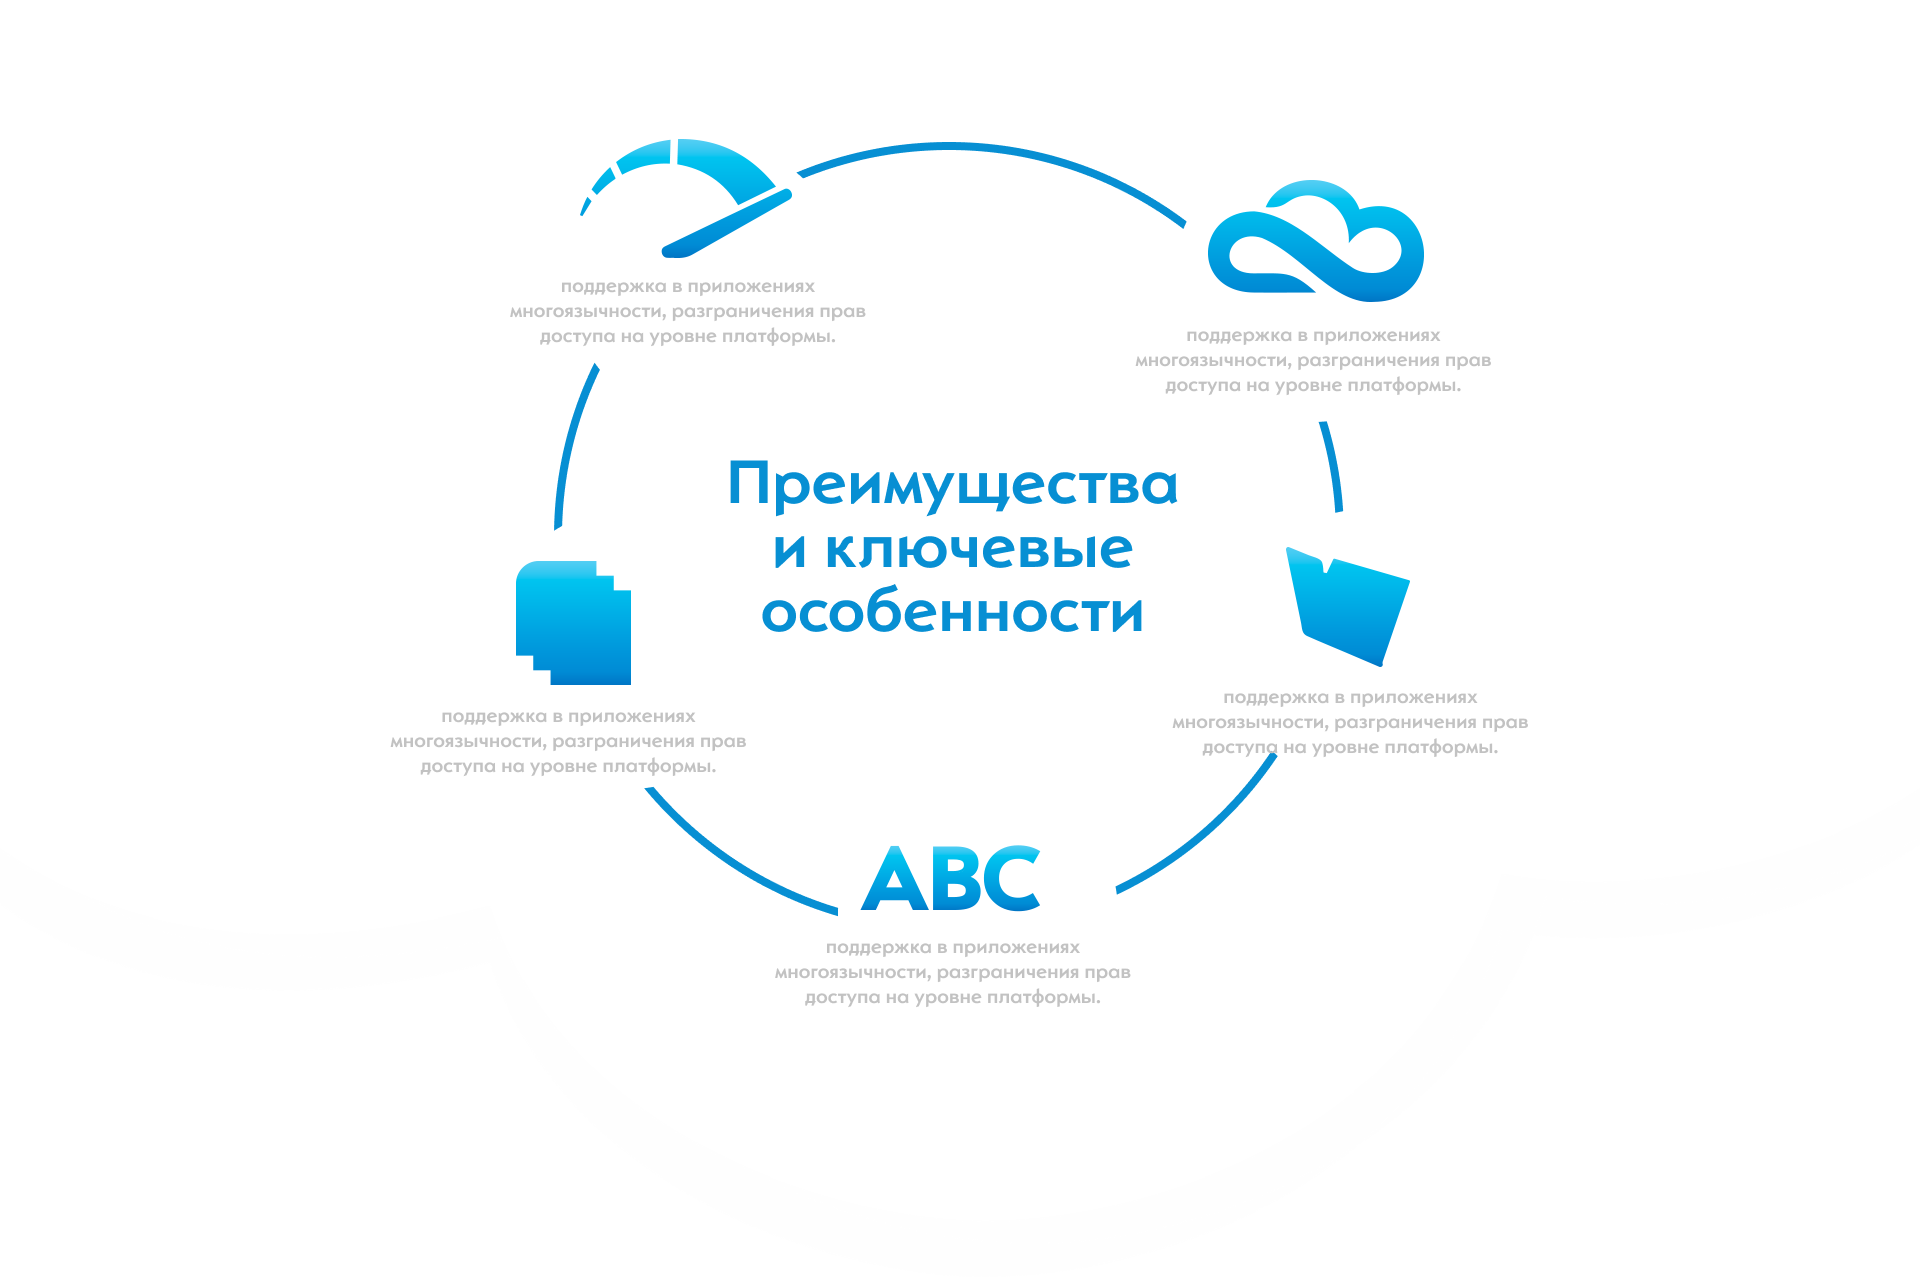 поддержка в приложениях
многоязычности, разграничения прав
доступа на уровне платформы.
поддержка в приложениях
многоязычности, разграничения прав
доступа на уровне платформы.
Преимущества
и ключевые
особенности
поддержка в приложениях
многоязычности, разграничения прав
доступа на уровне платформы.
поддержка в приложениях
многоязычности, разграничения прав
доступа на уровне платформы.
ABC
поддержка в приложениях
многоязычности, разграничения прав
доступа на уровне платформы.